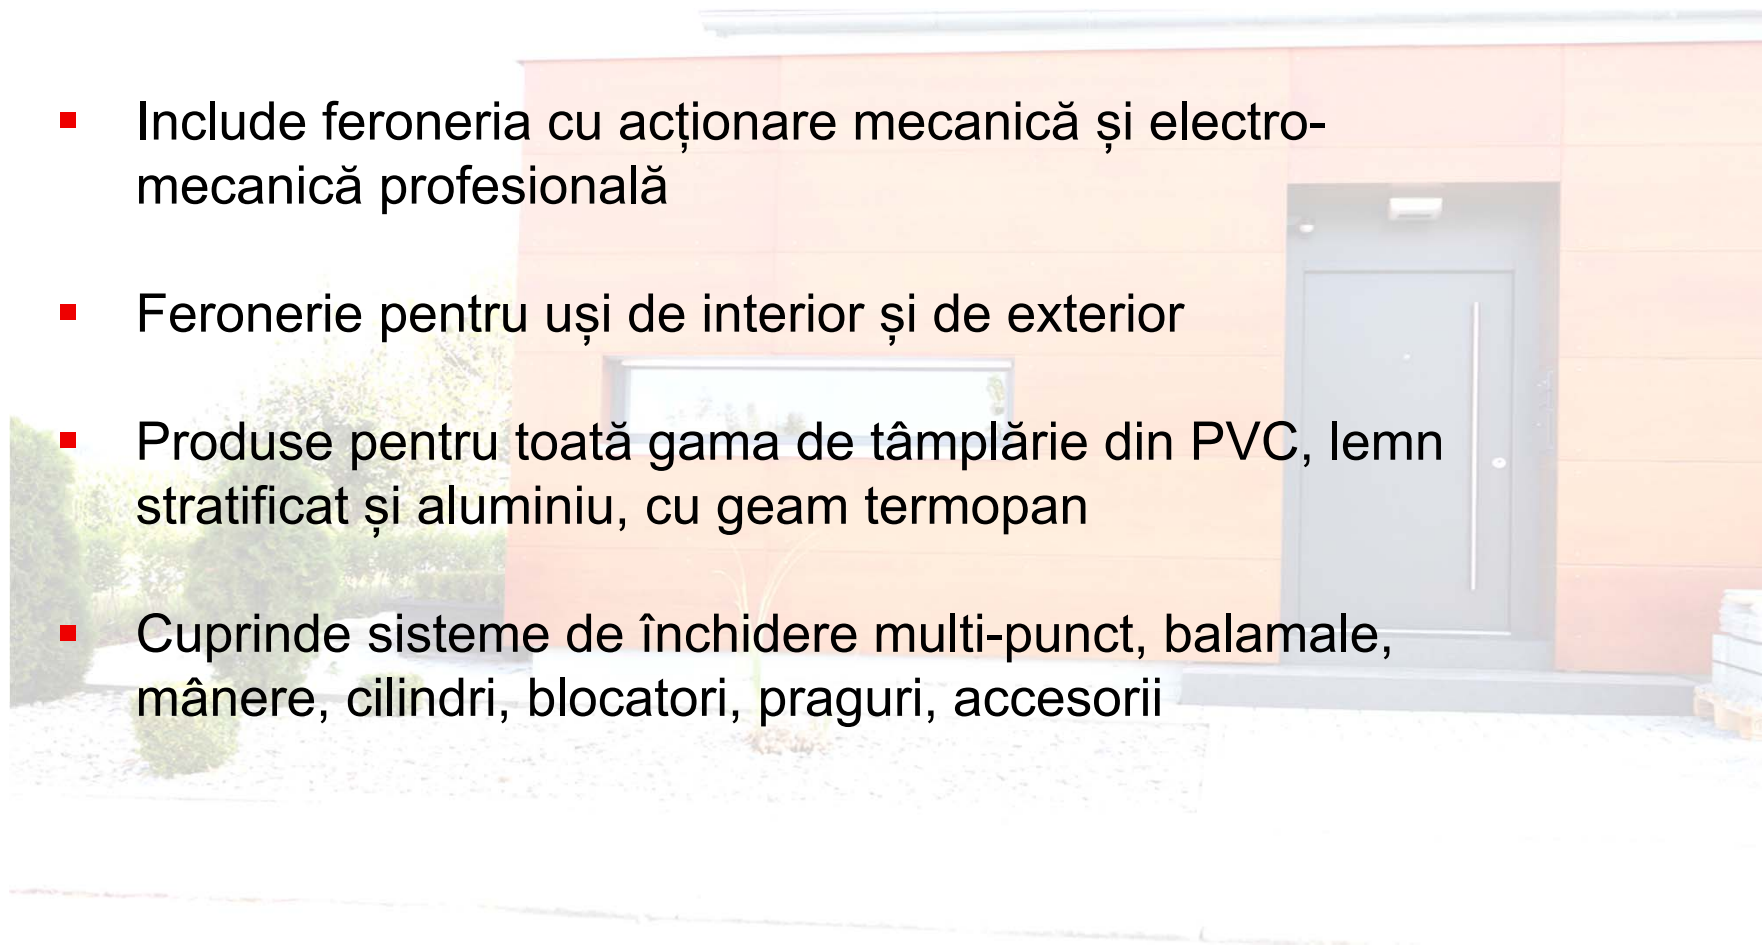 Include feroneria cu acționare mecanică și electro-
mecanică profesională
Feronerie pentru uși de interior și de exterior
Produse pentru toată gama de tâmplărie din PVC, lemn
stratificat și aluminiu, cu geam termopan
Cuprinde sisteme de închidere multi-punct, balamale,
mânere, cilindri, blocatori, praguri, accesorii